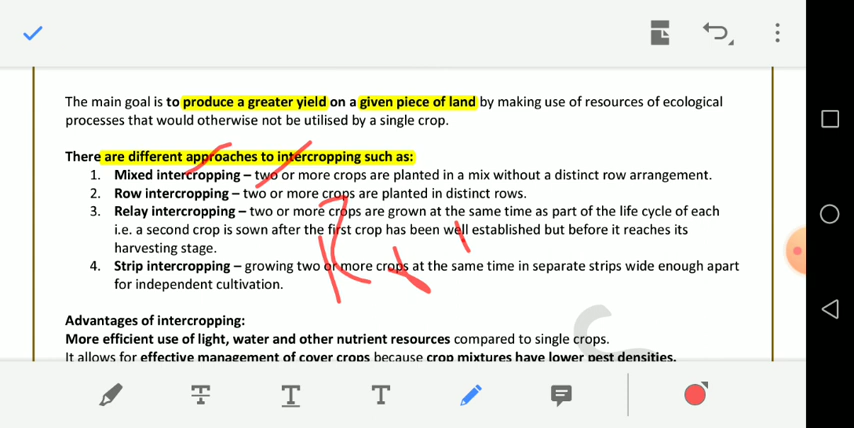 The main goal is to produce a greater yield on a given piece of land by making use of resources of ecological
processes that would otherwise not be utilised by a single crop.
There are different approaches to intercropping such as:
1. Mixed intercropping – two or more crops are planted in a mix without a distinct row arrangement.
2. Row intercropping – two or more crops are planted in distinct rows.
3. Relay intercropping – two or more crops are grown at the same time as part of the life cycle of each
i.e. a second crop is sown after the first crop has been well established but before it reaches its
harvesting stage.
4. Strip intercropping – growing two or more crops at the same time in separate strips wide enough apart
for independent cultivation.
Advantages of intercropping:
More efficient use of light, water and other nutrient resources compared to single crops.
It allows for effective management of cover crops because crop mixtures have lower pest densities.